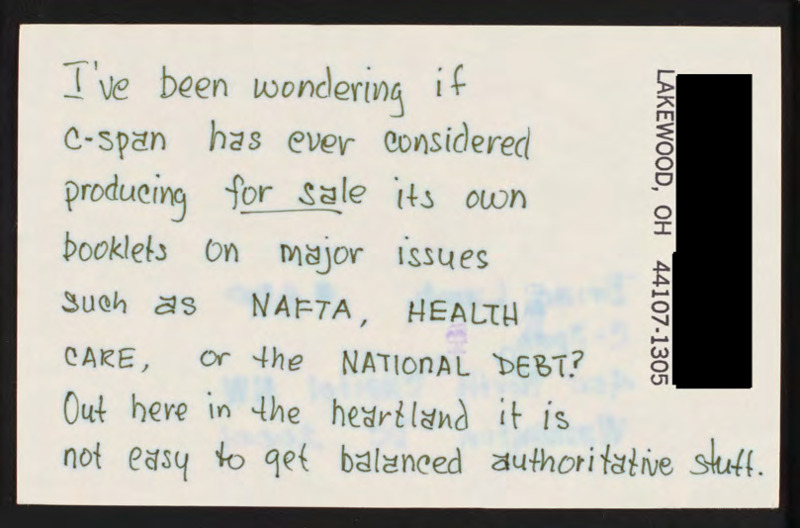 I've been wondering if
C-span has ever considered
producing for sale its own
booklets on major issues
such as NAFTA, HEALTH
CARE, or the NATIONAL DEBT?
Out here in the heartland it is
not easy to get balanced authoritative stuff.
LAKEWOOD, OH 44107-1305